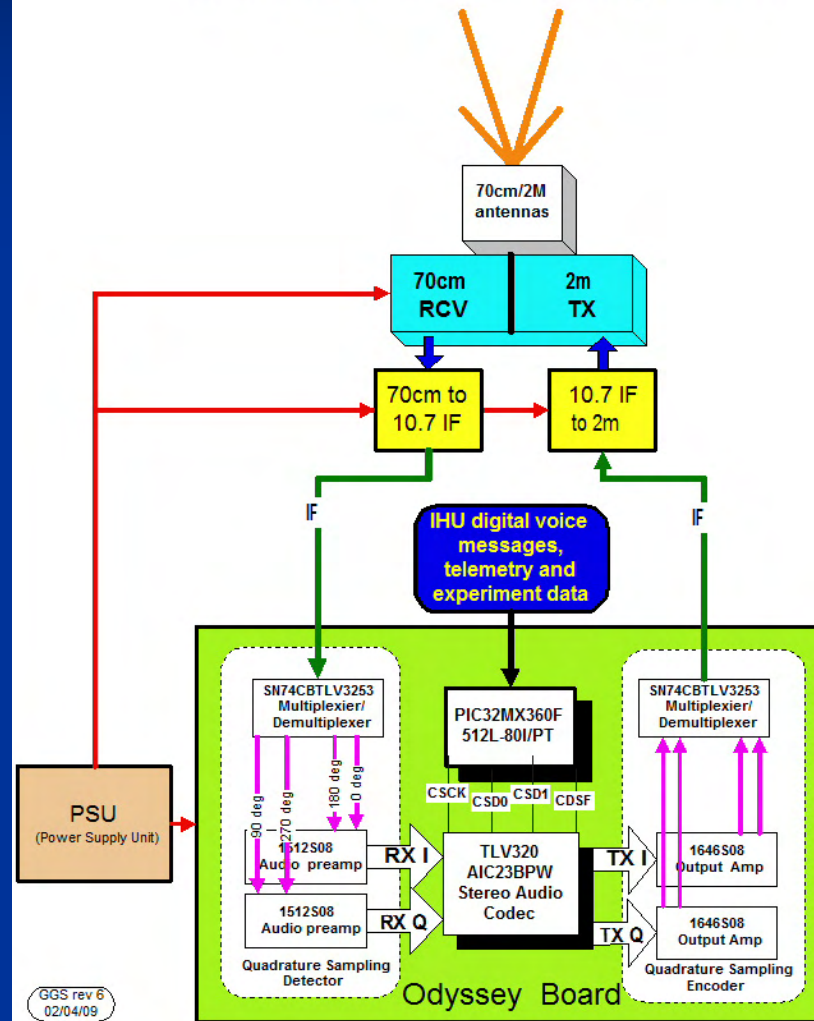 70cm/2M
antennas
70cm
RCV
2m
TX
70cm to
10.7 IF
10.7 IF
to 2m
IF
IF
IHU digital voice
messages,
telemetry and
experiment data
SN74CBTLV3253
Multiplexier/
Demultiplexer
PIC32MX360F
512L-80I/PT
SN74CBTLV3253
Multiplexier/
Demultiplexer
90 deg
270 deg
180 deg
0 deg
CSCK
CSD0
CSD1
CDSF
PSU
(Power Supply Unit)
1512S08
Audio preamp
RX I
TLV320
AIC23BPW
Stereo Audio
Codec
TX I
1646S08
Output Amp
1512S08
Audio preamp
RX Q
TX Q
1646S08
Output Amp
Quadrature Sampling
Detector
Quadrature Sampling
Encoder
Odyssey Board
GGS rev 6
02/04/09